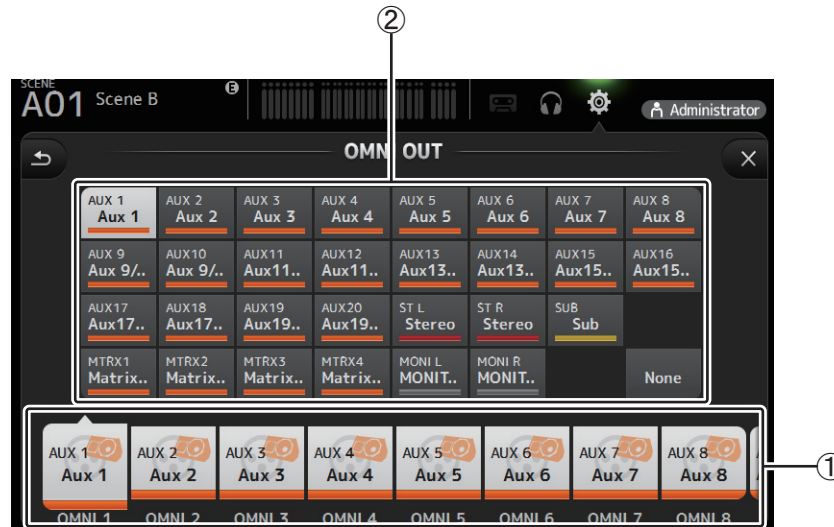 ②
SCENE
A01 Scene B E Administrator
OMNI OUT
AUX 1 AUX 2 AUX 3 AUX 4 AUX 5 AUX 6 AUX 7 AUX 8
Aux 1 Aux 2 Aux 3 Aux 4 Aux 5 Aux 6 Aux 7 Aux 8
AUX 9 AUX10 AUX11 AUX12 AUX13 AUX14 AUX15 AUX16
Aux 9/.. Aux 9/.. Aux11.. Aux11.. Aux13.. Aux13.. Aux15.. Aux15..
AUX17 AUX18 AUX19 AUX20 ST L ST R SUB
Aux17.. Aux17.. Aux19.. Aux19.. Stereo Stereo Sub
MTRX1 MTRX2 MTRX3 MTRX4 MONI L MONI R
Matrix.. Matrix.. Matrix.. Matrix.. MONIT.. MONIT.. None
AUX 1 AUX 2 AUX 3 AUX 4 AUX 5 AUX 6 AUX 7 AUX 8
①
Aux 1 Aux 2 Aux 3 Aux 4 Aux 5 Aux 6 Aux 7 Aux 8
OMNI 1 OMNI 2 OMNI 3 OMNI 4 OMNI 5 OMNI 6 OMNI 7 OMNI 8